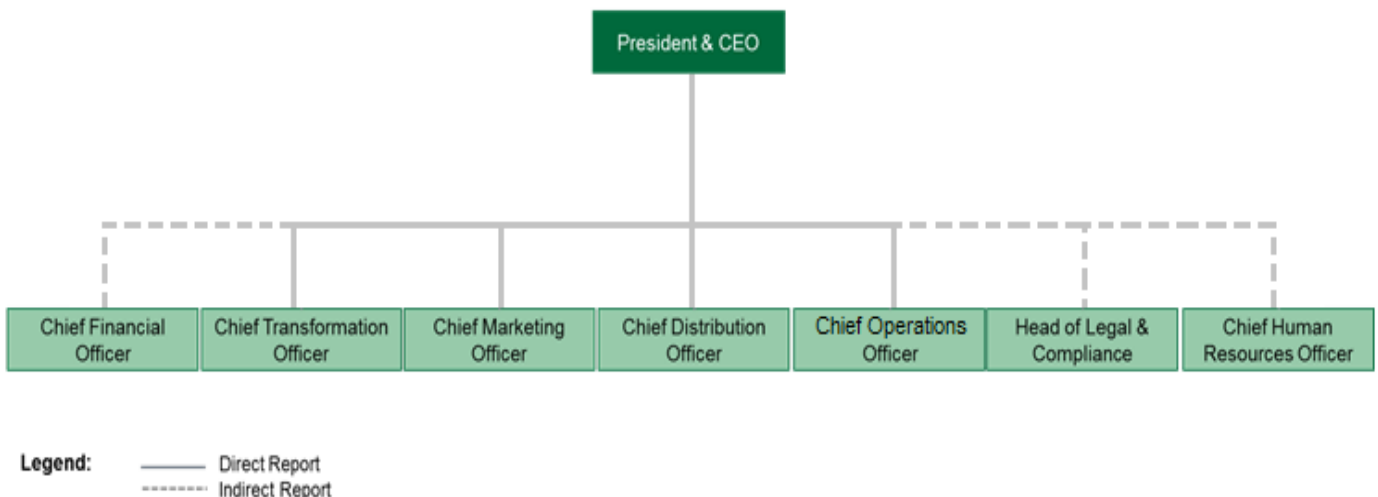 President & CEO
Chief Financial
Officer
Chief Transformation
Officer
Chief Marketing
Officer
Chief Distribution
Officer
Chief Operations
Officer
Head of Legal &
Compliance
Chief Human
Resources Officer
Legend:
Direct Report
Indirect Report